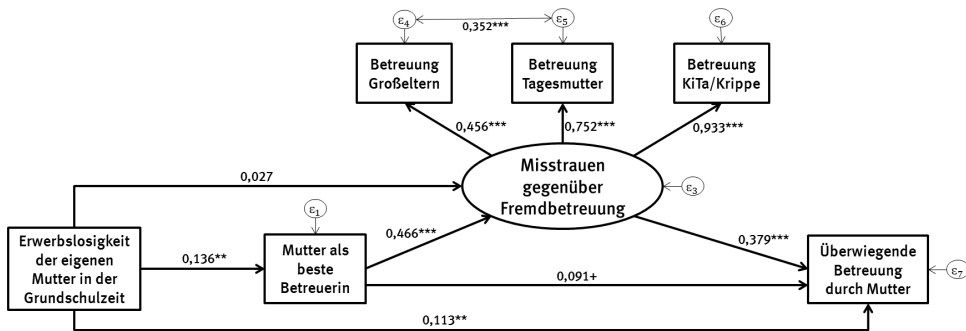 ε4
0,352***
ε5
ε6
Betreuung
Großeltern
Betreuung
Tagesmutter
Betreuung
KiTa/Krippe
0,456***
0,752***
0,933***
Misstrauen
gegenüber
Fremdbetreuung
ε3
0,027
ε1
Erwerbslosigkeit
der eigenen
Mutter in der
Grundschulzeit
0,136**
Mutter als
beste
Betreuerin
0,466***
0,379***
0,091+
Überwiegende
Betreuung
durch Mutter
ε7
0,113**